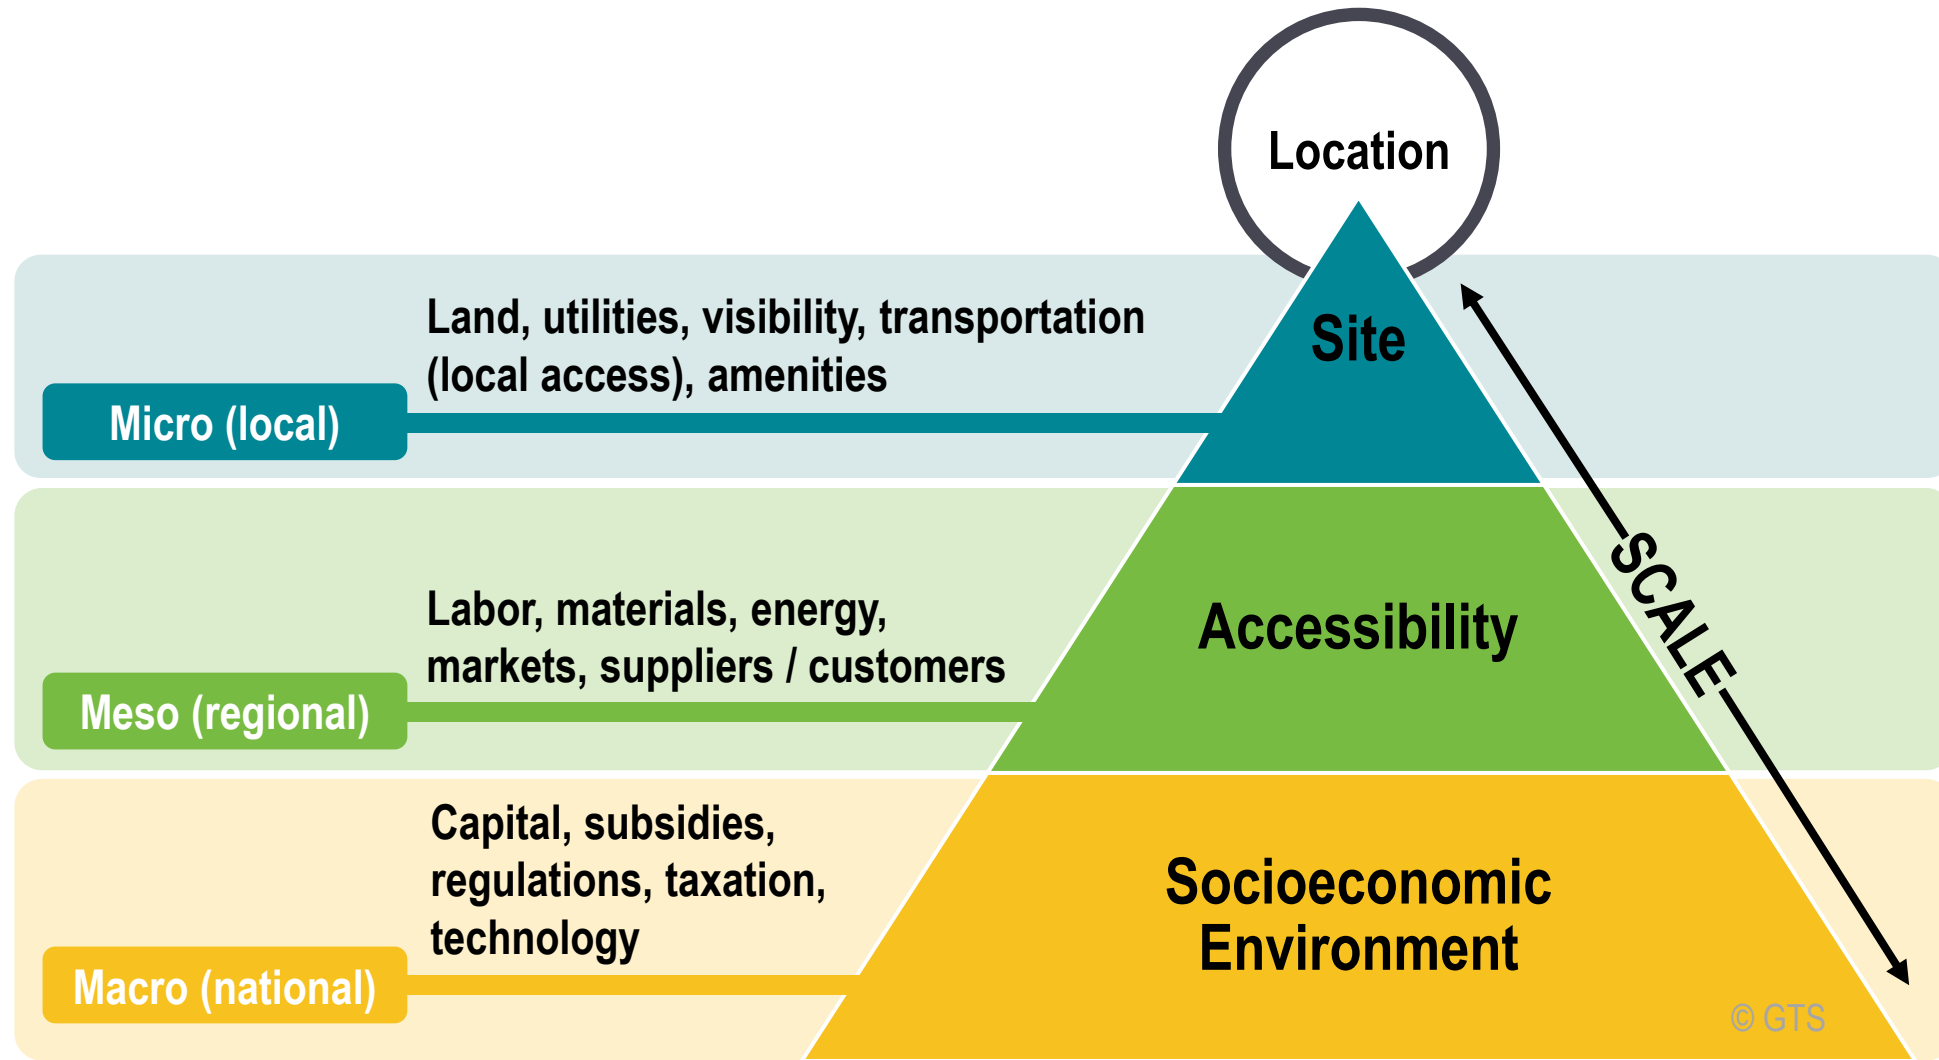 Location
Land, utilities, visibility, transportation
(local access), amenities
Site
Micro (local)
Labor, materials, energy,
markets, suppliers / customers
Accessibility
SCALE
Meso (regional)
Capital, subsidies,
regulations, taxation,
technology
Socioeconomic
Environment
Macro (national)
© GTS